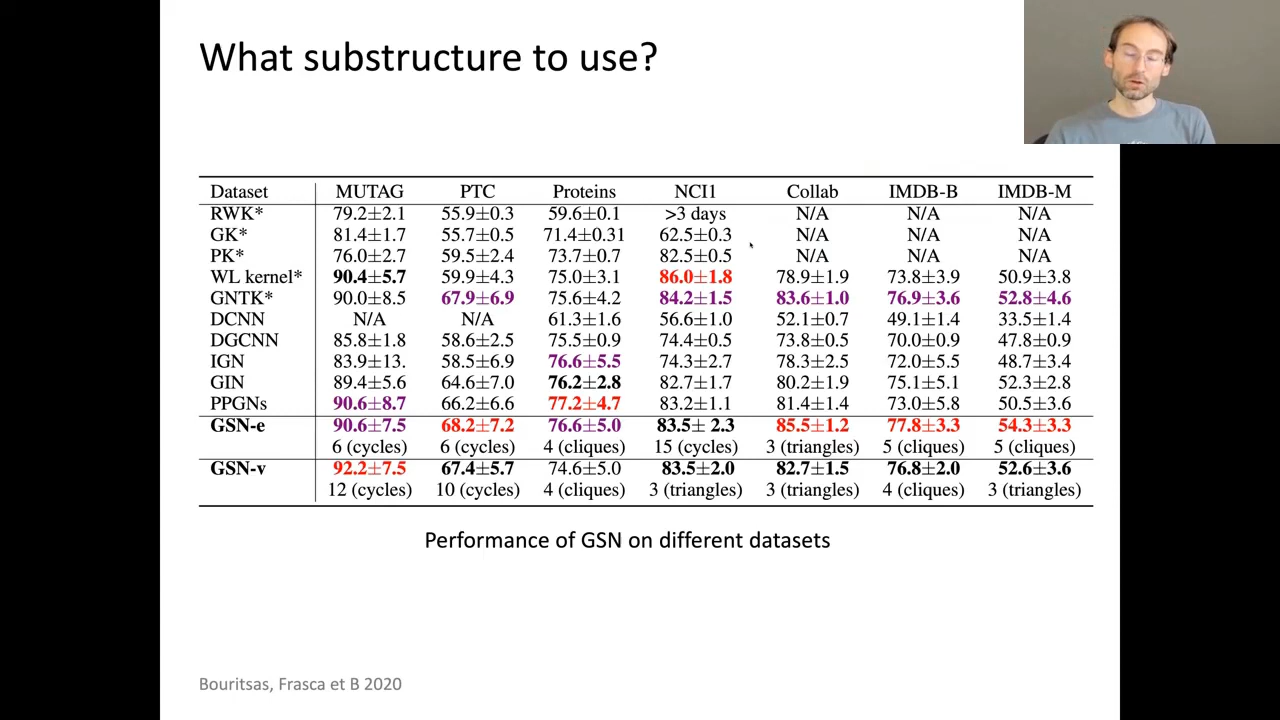 What substructure to use?
Dataset MUTAG PTC Proteins NCI1 Collab IMDB-B IMDB-M
RWK* 79.2±2.1 55.9±0.3 59.6±0.1 >3 days N/A N/A N/A
GK* 81.4±1.7 55.7±0.5 71.4±0.31 62.5±0.3 N/A N/A N/A
PK* 76.0±2.7 59.5±2.4 73.7±0.7 82.5±0.5 N/A N/A N/A
WL kernel* 90.4±5.7 59.9±4.3 75.0±3.1 86.0±1.8 78.9±1.9 73.8±3.9 50.9±3.8
GNTK* 90.0±8.5 67.9±6.9 75.6±4.2 84.2±1.5 83.6±1.0 76.9±3.6 52.8±4.6
DCNN N/A N/A 61.3±1.6 56.6±1.0 52.1±0.7 49.1±1.4 33.5±1.4
DGCNN 85.8±1.8 58.6±2.5 75.5±0.9 74.4±0.5 73.8±0.5 70.0±0.9 47.8±0.9
IGN 83.9±13. 58.5±6.9 76.6±5.5 74.3±2.7 78.3±2.5 72.0±5.5 48.7±3.4
GIN 89.4±5.6 64.6±7.0 76.2±2.8 82.7±1.7 80.2±1.9 75.1±5.1 52.3±2.8
PPGNs 90.6±8.7 66.2±6.6 77.2±4.7 83.2±1.1 81.4±1.4 73.0±5.8 50.5±3.6
GSN-e 90.6±7.5 68.2±7.2 76.6±5.0 83.5± 2.3 85.5±1.2 77.8±3.3 54.3±3.3
6 (cycles) 6 (cycles) 4 (cliques) 15 (cycles) 3 (triangles) 5 (cliques) 5 (cliques)
GSN-v 92.2±7.5 67.4±5.7 74.6±5.0 83.5±2.0 82.7±1.5 76.8±2.0 52.6±3.6
12 (cycles) 10 (cycles) 4 (cliques) 3 (triangles) 3 (triangles) 4 (cliques) 3 (triangles)
Performance of GSN on different datasets
Bouritsas, Frasca et B 2020